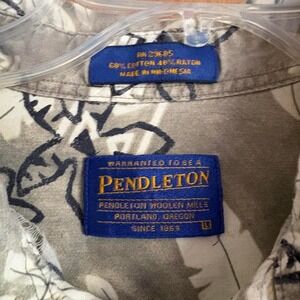 RN 29685
60% COTTON 40% RAYON
MADE IN INDONESIA
WARRANTED TO BE A
PENDLETON
PENDLETON WOOLEN MILLS
PORTLAND, OREGON
SINCE 1863
L